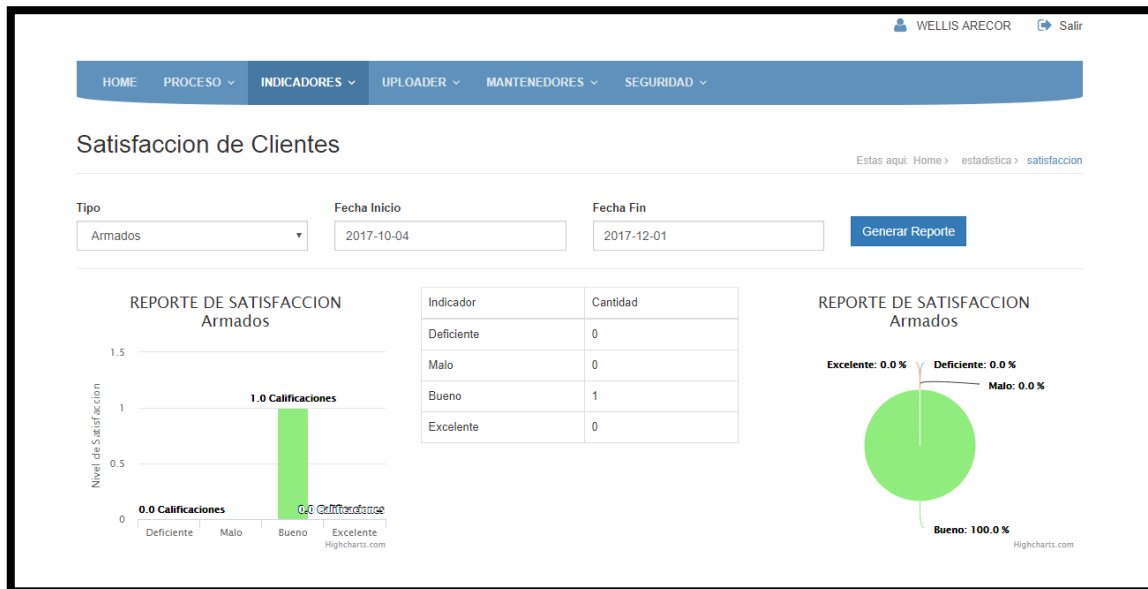 WELLIS ARECOR Salir
HOME PROCESO INDICADORES UPLOADER MANTENEDORES SEGURIDAD
Satisfaccion de Clientes
Estas aqui: Home > estadistica > satisfaccion
Tipo Fecha Inicio Fecha Fin
Armados 2017-10-04 2017-12-01 Generar Reporte
REPORTE DE SATISFACCION
Armados
1.5
1
0.5
0
Nivel de Satisfaccion
1.0 Calificaciones
0.0 Calificaciones
0.0 Calificaciones
Deficiente Malo Bueno Excelente
Highcharts.com
Indicador Cantidad
Deficiente 0
Malo 0
Bueno 1
Excelente 0
REPORTE DE SATISFACCION
Armados
Excelente: 0.0 % Deficiente: 0.0 %
Malo: 0.0 %
Bueno: 100.0 %
Highcharts.com